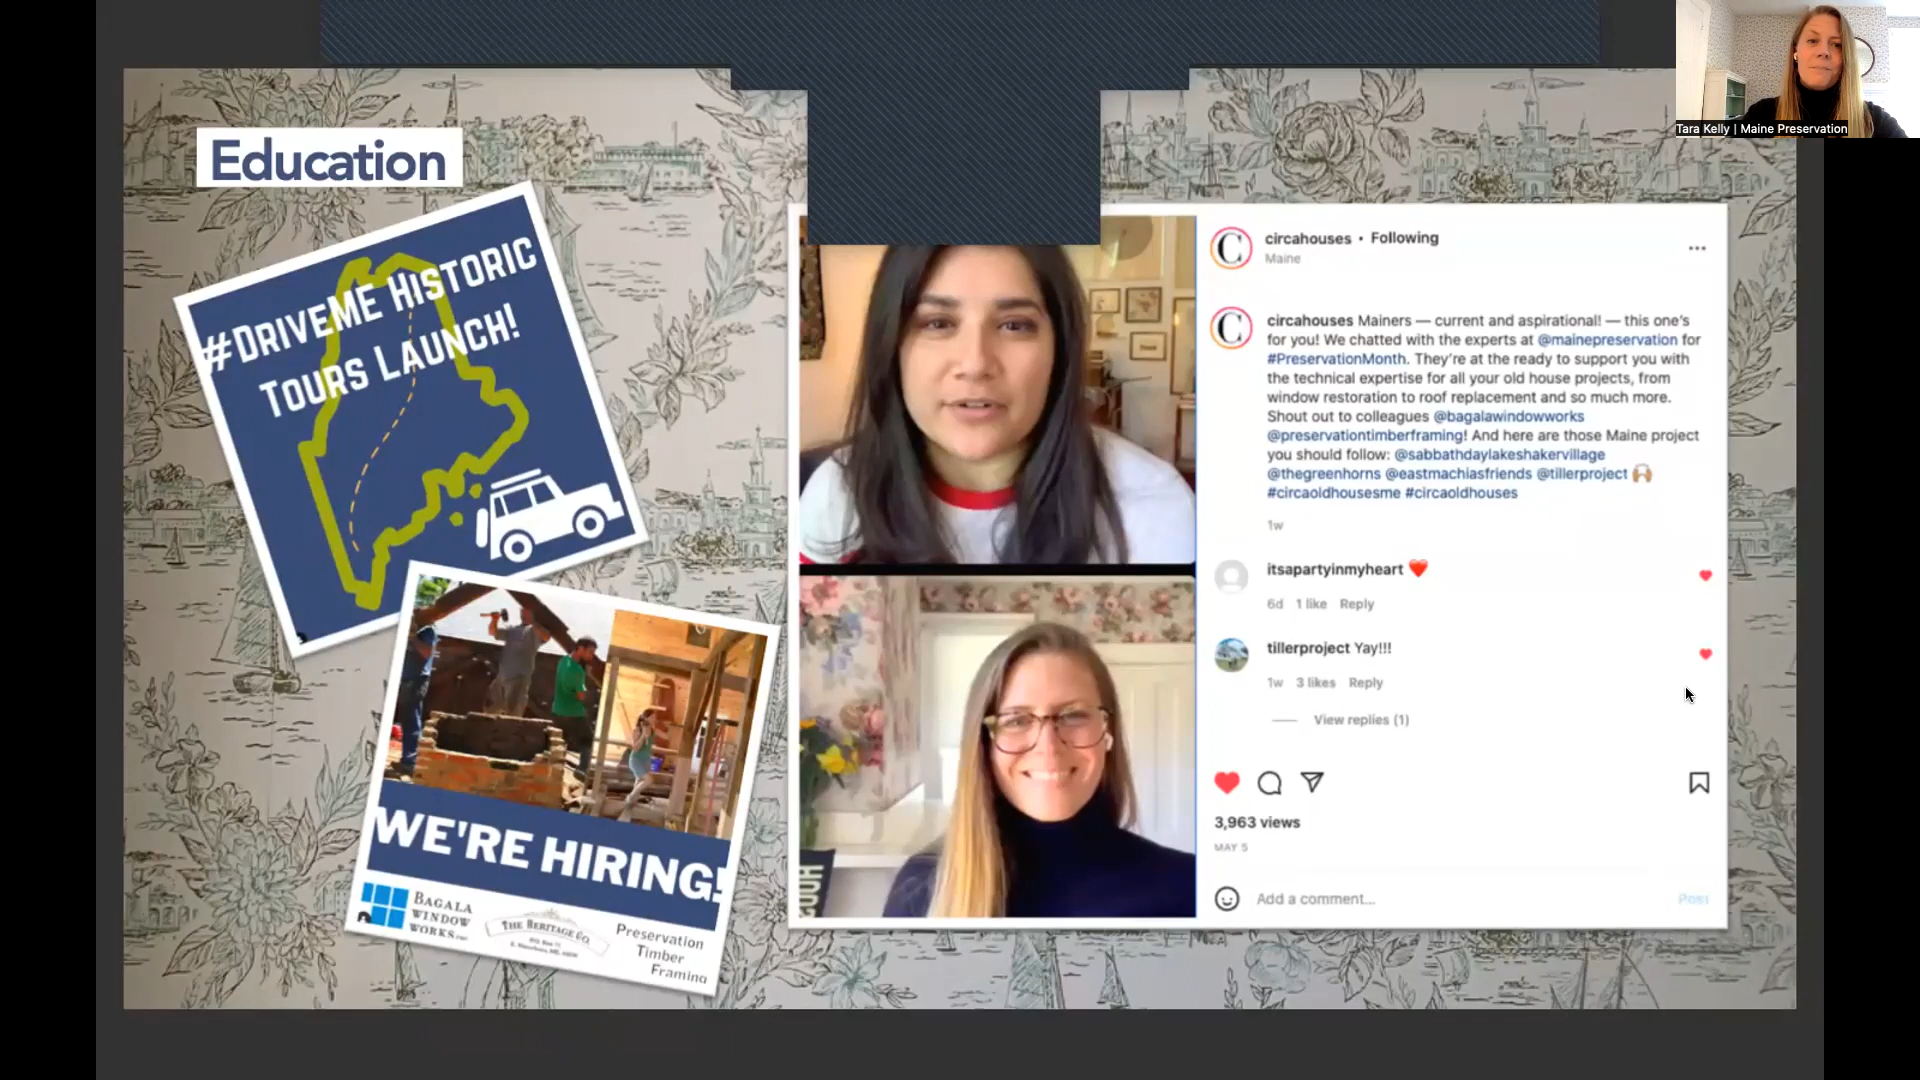 Tara Kelly | Maine Preservation
Education
#DriveME Historic
Tours Launch!
WE'RE HIRING!
BAGALA
WINDOW
WORKS
THE HERITAGE CO.
Preservation
Timber
Framing
circahouses • Following
Maine
circahouses Mainers — current and aspirational! — this one's
for you! We chatted with the experts at @mainepreservation for
#PreservationMonth. They're at the ready to support you with
the technical expertise for all your old house projects, from
window restoration to roof replacement and so much more.
Shout out to colleagues @bagalawindowworks
@preservationtimberframing! And here are those Maine project
you should follow: @sabbathdaylakeshakervillage
@thegreenhorns @eastmachiasfriends @tillerproject 🙌🏼
#circaoldhousesme #circaoldhouses
1w
itsapartyinmyheart ❤️
6d 1 like Reply
tillerproject Yay!!!
1w 3 likes Reply
View replies (1)
3,963 views
MAY 5
Add a comment...
Post